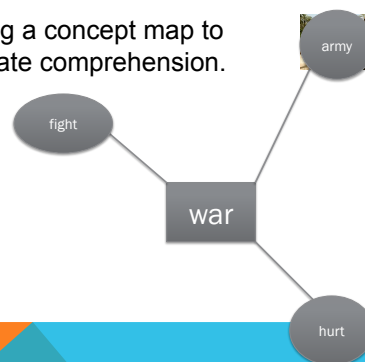 g a concept map to
ate comprehension.
army
fight
war
hurt